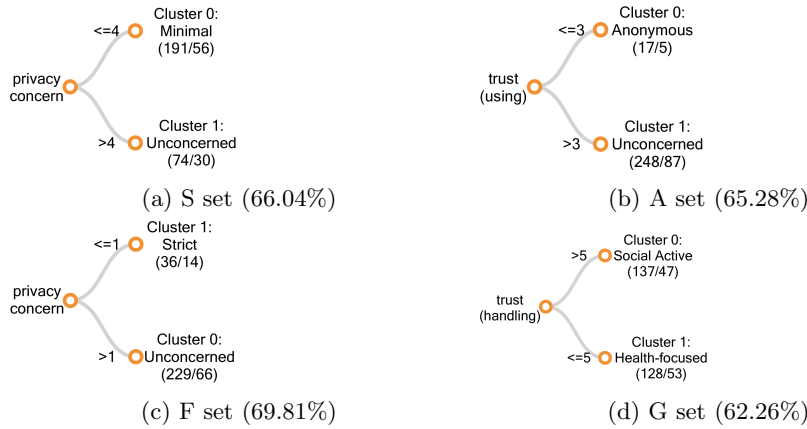 Cluster 0:
Minimal
(191/56)
<=4
privacy
concern
>4
Cluster 1:
Unconcerned
(74/30)
(a) S set (66.04%)
Cluster 0:
Anonymous
(17/5)
<=3
trust
(using)
>3
Cluster 1:
Unconcerned
(248/87)
(b) A set (65.28%)
Cluster 1:
Strict
(36/14)
<=1
privacy
concern
>1
Cluster 0:
Unconcerned
(229/66)
(c) F set (69.81%)
Cluster 0:
Social Active
(137/47)
>5
trust
(handling)
<=5
Cluster 1:
Health-focused
(128/53)
(d) G set (62.26%)